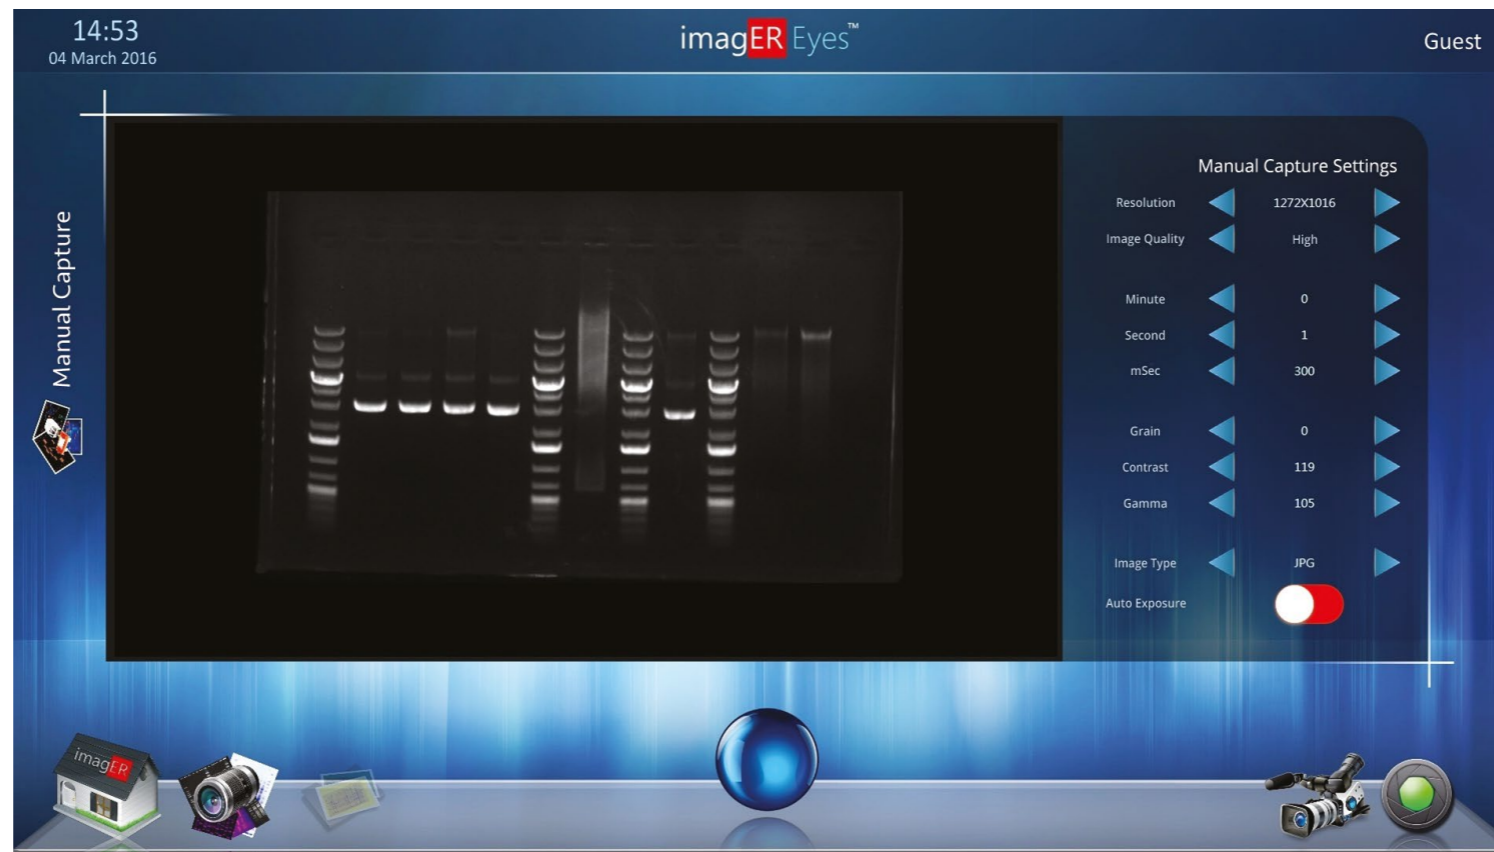 14:53
04 March 2016
imagER Eyes™
Guest
Manual Capture
Manual Capture Settings
Resolution 1272X1016
Image Quality High
Minute 0
Second 1
mSec 300
Grain 0
Contrast 119
Gamma 105
Image Type JPG
Auto Exposure
imagER